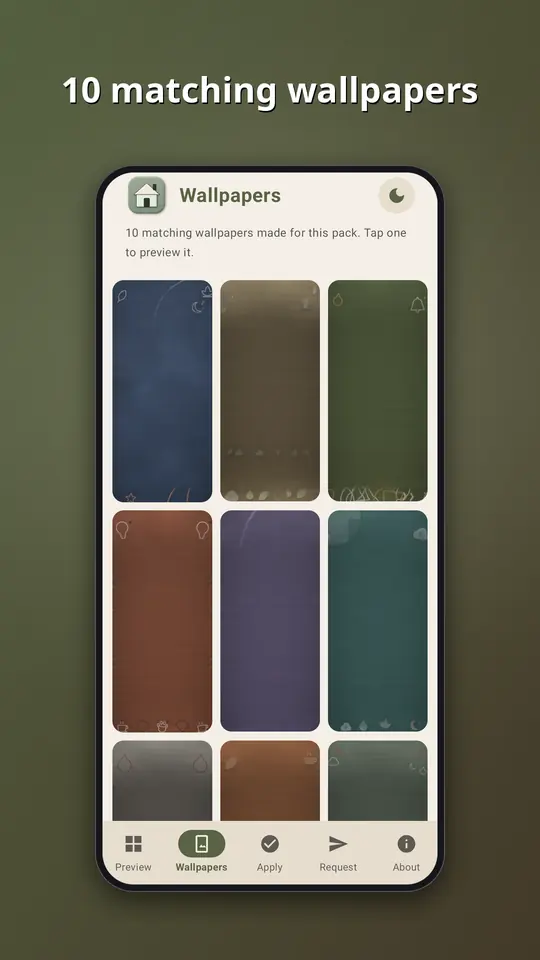 10 matching wallpapers
Wallpapers
10 matching wallpapers made for this pack. Tap one
to preview it.
Preview
Wallpapers
Apply
Request
About